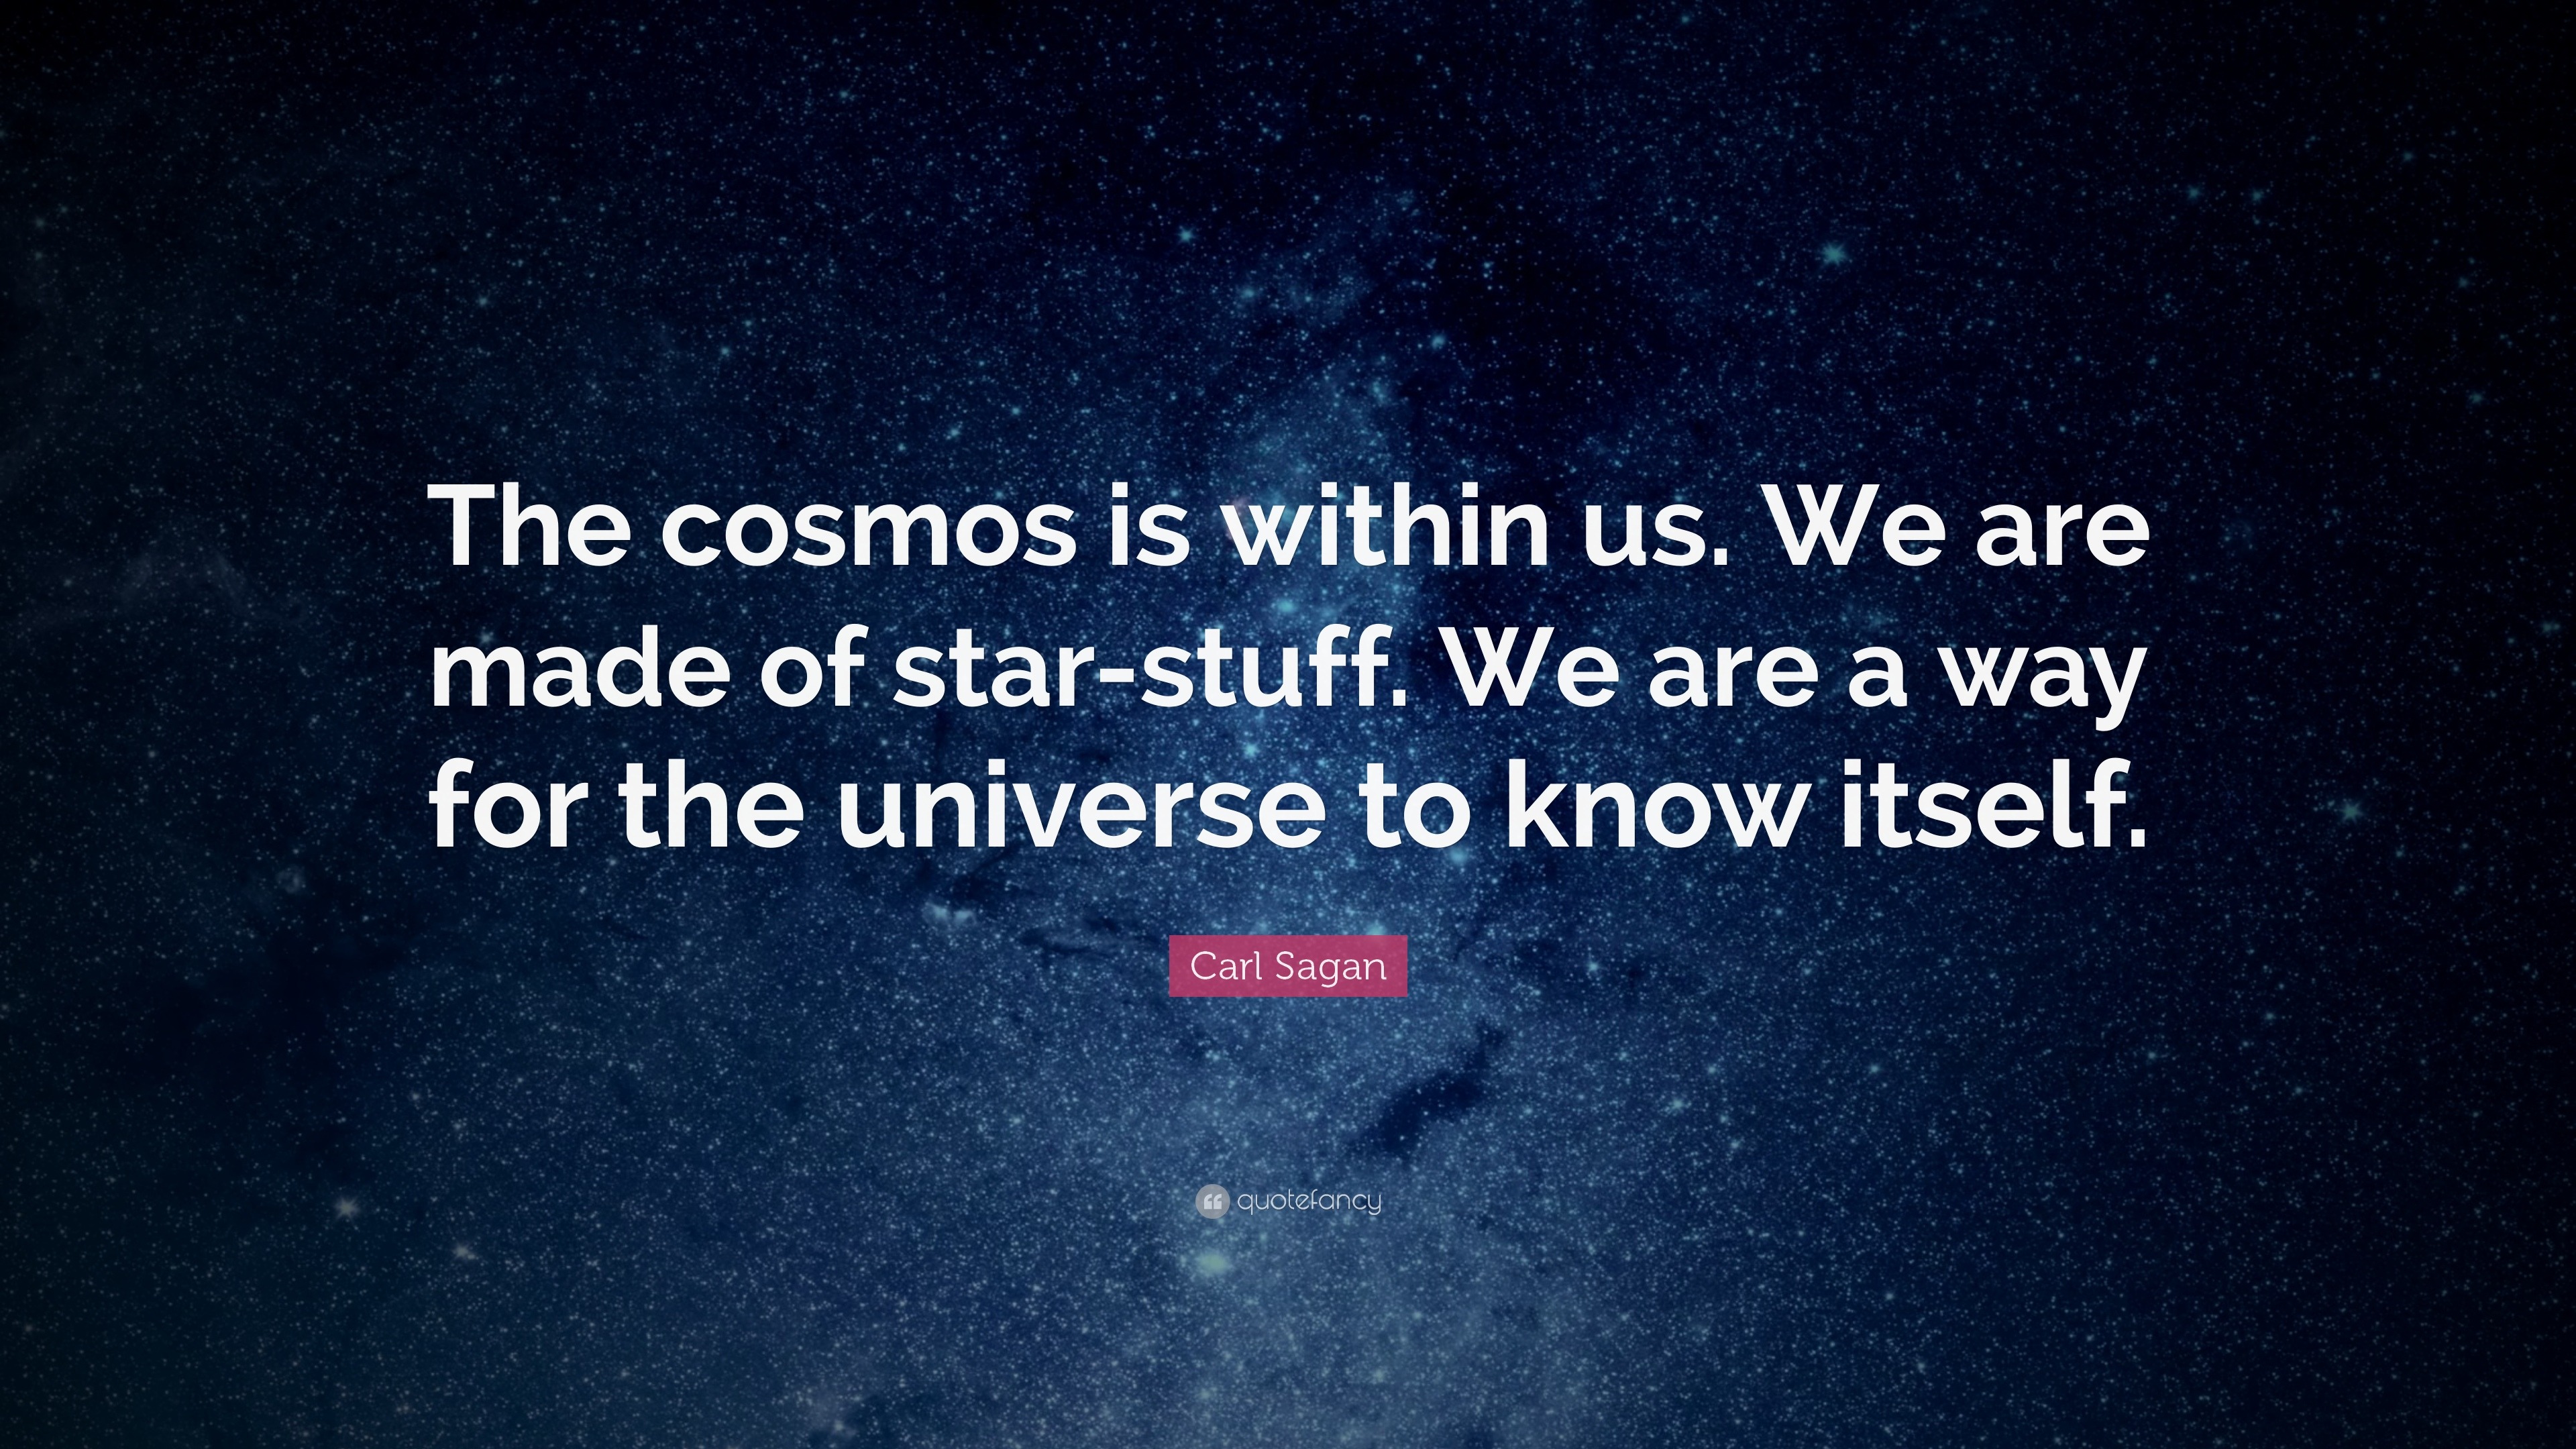 The cosmos is within us. We are
made of star-stuff. We are a way
for the universe to know itself.
Carl Sagan
quotefancy